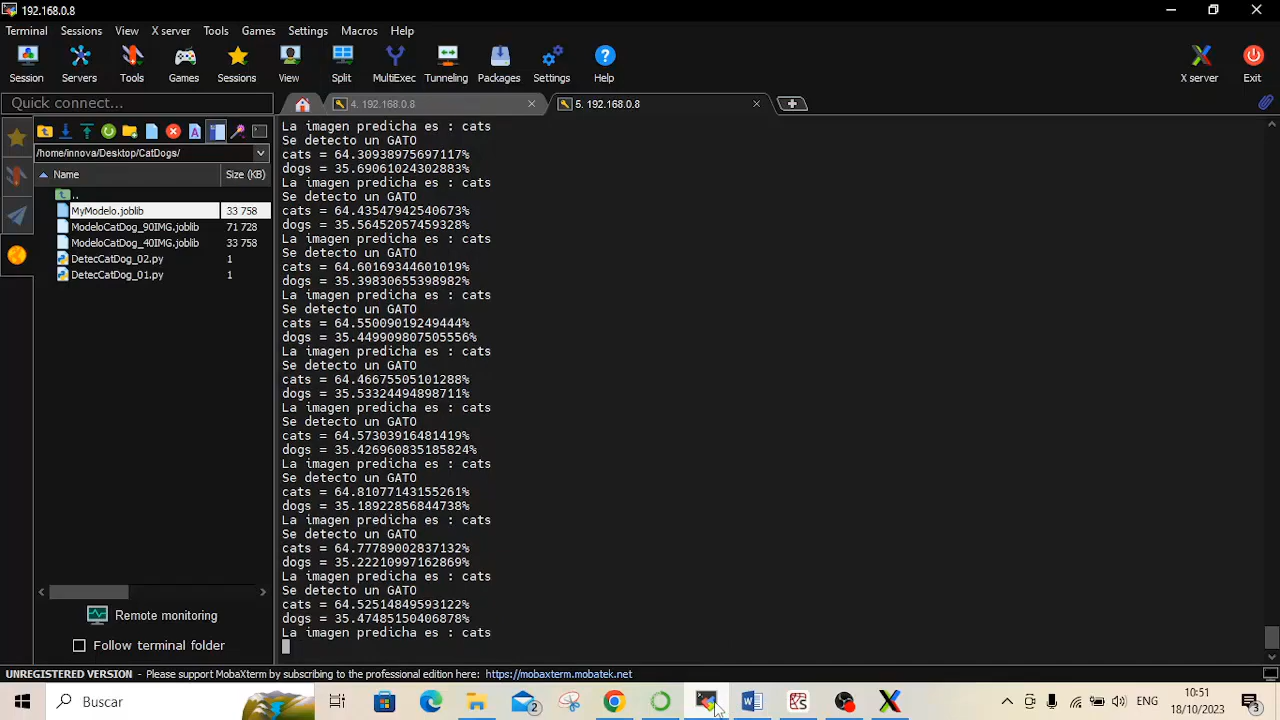 192.168.0.8
Terminal Sessions View X server Tools Games Settings Macros Help
Session Servers Tools Games Sessions View Split MultiExec Tunneling Packages Settings Help X server Exit
Quick connect...
4. 192.168.0.8
5. 192.168.0.8
/home/innova/Desktop/CatDogs/
Name Size (KB)
..
MyModelo.joblib 33 758
ModeloCatDog_90IMG.joblib 71 728
ModeloCatDog_40IMG.joblib 33 758
DetecCatDog_02.py 1
DetecCatDog_01.py 1
Remote monitoring
Follow terminal folder
La imagen predicha es : cats
Se detecto un GATO
cats = 64.30938975697117%
dogs = 35.69061024302883%
La imagen predicha es : cats
Se detecto un GATO
cats = 64.43547942540673%
dogs = 35.56452057459328%
La imagen predicha es : cats
Se detecto un GATO
cats = 64.60169344601019%
dogs = 35.39830655398982%
La imagen predicha es : cats
Se detecto un GATO
cats = 64.55009019249444%
dogs = 35.449909807505556%
La imagen predicha es : cats
Se detecto un GATO
cats = 64.46675505101288%
dogs = 35.53324494898711%
La imagen predicha es : cats
Se detecto un GATO
cats = 64.57303916481419%
dogs = 35.426960835185824%
La imagen predicha es : cats
Se detecto un GATO
cats = 64.81077143155261%
dogs = 35.18922856844738%
La imagen predicha es : cats
Se detecto un GATO
cats = 64.77789002837132%
dogs = 35.22210997162869%
La imagen predicha es : cats
Se detecto un GATO
cats = 64.52514849593122%
dogs = 35.47485150406878%
La imagen predicha es : cats
UNREGISTERED VERSION - Please support MobaXterm by subscribing to the professional edition here: https://mobaxterm.mobatek.net
Buscar
2
10:51
18/10/2023
3